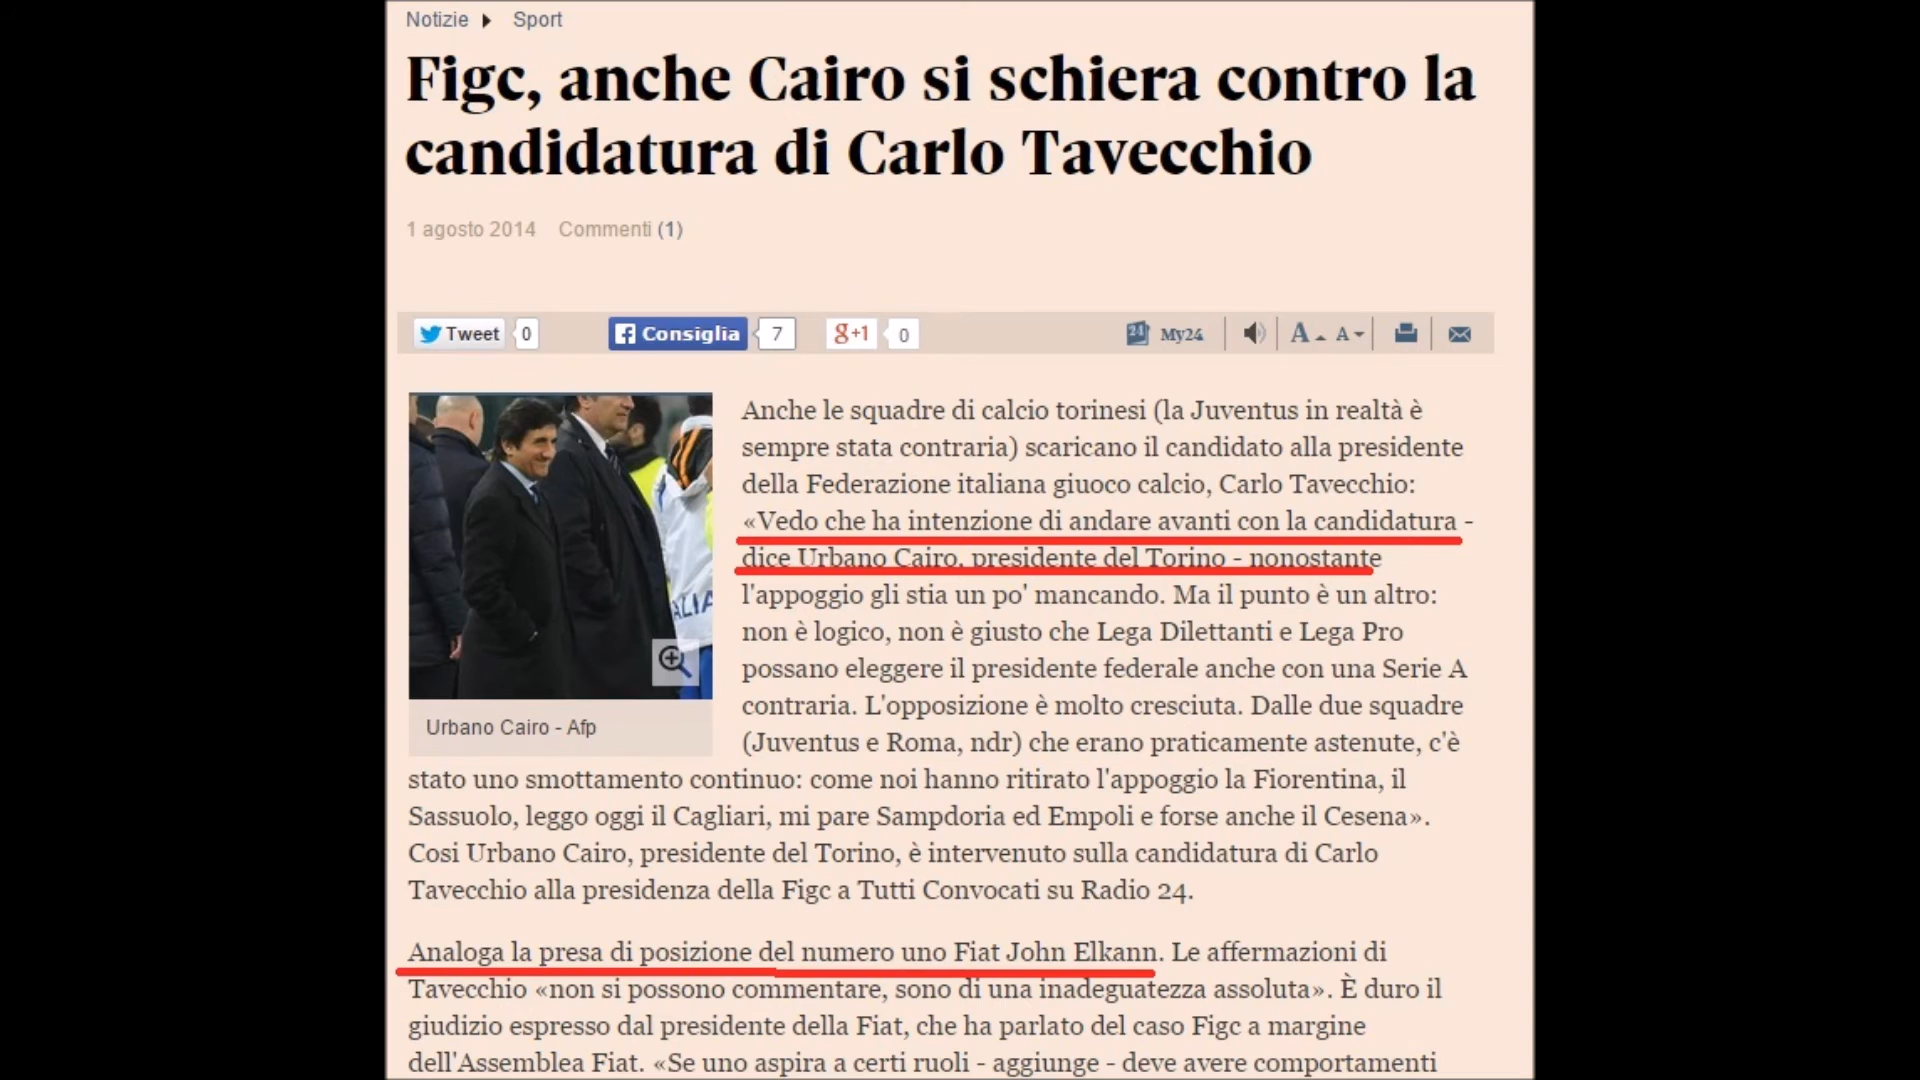 Notizie Sport
Figc, anche Cairo si schiera contro la
candidatura di Carlo Tavecchio
1 agosto 2014 Commenti (1)
Tweet 0 Consiglia 7 g+1 0 24 My24 A A
Anche le squadre di calcio torinesi (la Juventus in realtà è
sempre stata contraria) scaricano il candidato alla presidente
della Federazione italiana giuoco calcio, Carlo Tavecchio:
«Vedo che ha intenzione di andare avanti con la candidatura -
dice Urbano Cairo, presidente del Torino - nonostante
l'appoggio gli stia un po' mancando. Ma il punto è un altro:
non è logico, non è giusto che Lega Dilettanti e Lega Pro
possano eleggere il presidente federale anche con una Serie A
contraria. L'opposizione è molto cresciuta. Dalle due squadre
(Juventus e Roma, ndr) che erano praticamente astenute, c'è
ALIA
Urbano Cairo - Afp
stato uno smottamento continuo: come noi hanno ritirato l'appoggio la Fiorentina, il
Sassuolo, leggo oggi il Cagliari, mi pare Sampdoria ed Empoli e forse anche il Cesena».
Cosi Urbano Cairo, presidente del Torino, è intervenuto sulla candidatura di Carlo
Tavecchio alla presidenza della Figc a Tutti Convocati su Radio 24.
Analoga la presa di posizione del numero uno Fiat John Elkann. Le affermazioni di
Tavecchio «non si possono commentare, sono di una inadeguatezza assoluta». È duro il
giudizio espresso dal presidente della Fiat, che ha parlato del caso Figc a margine
dell'Assemblea Fiat. «Se uno aspira a certi ruoli - aggiunge - deve avere comportamenti